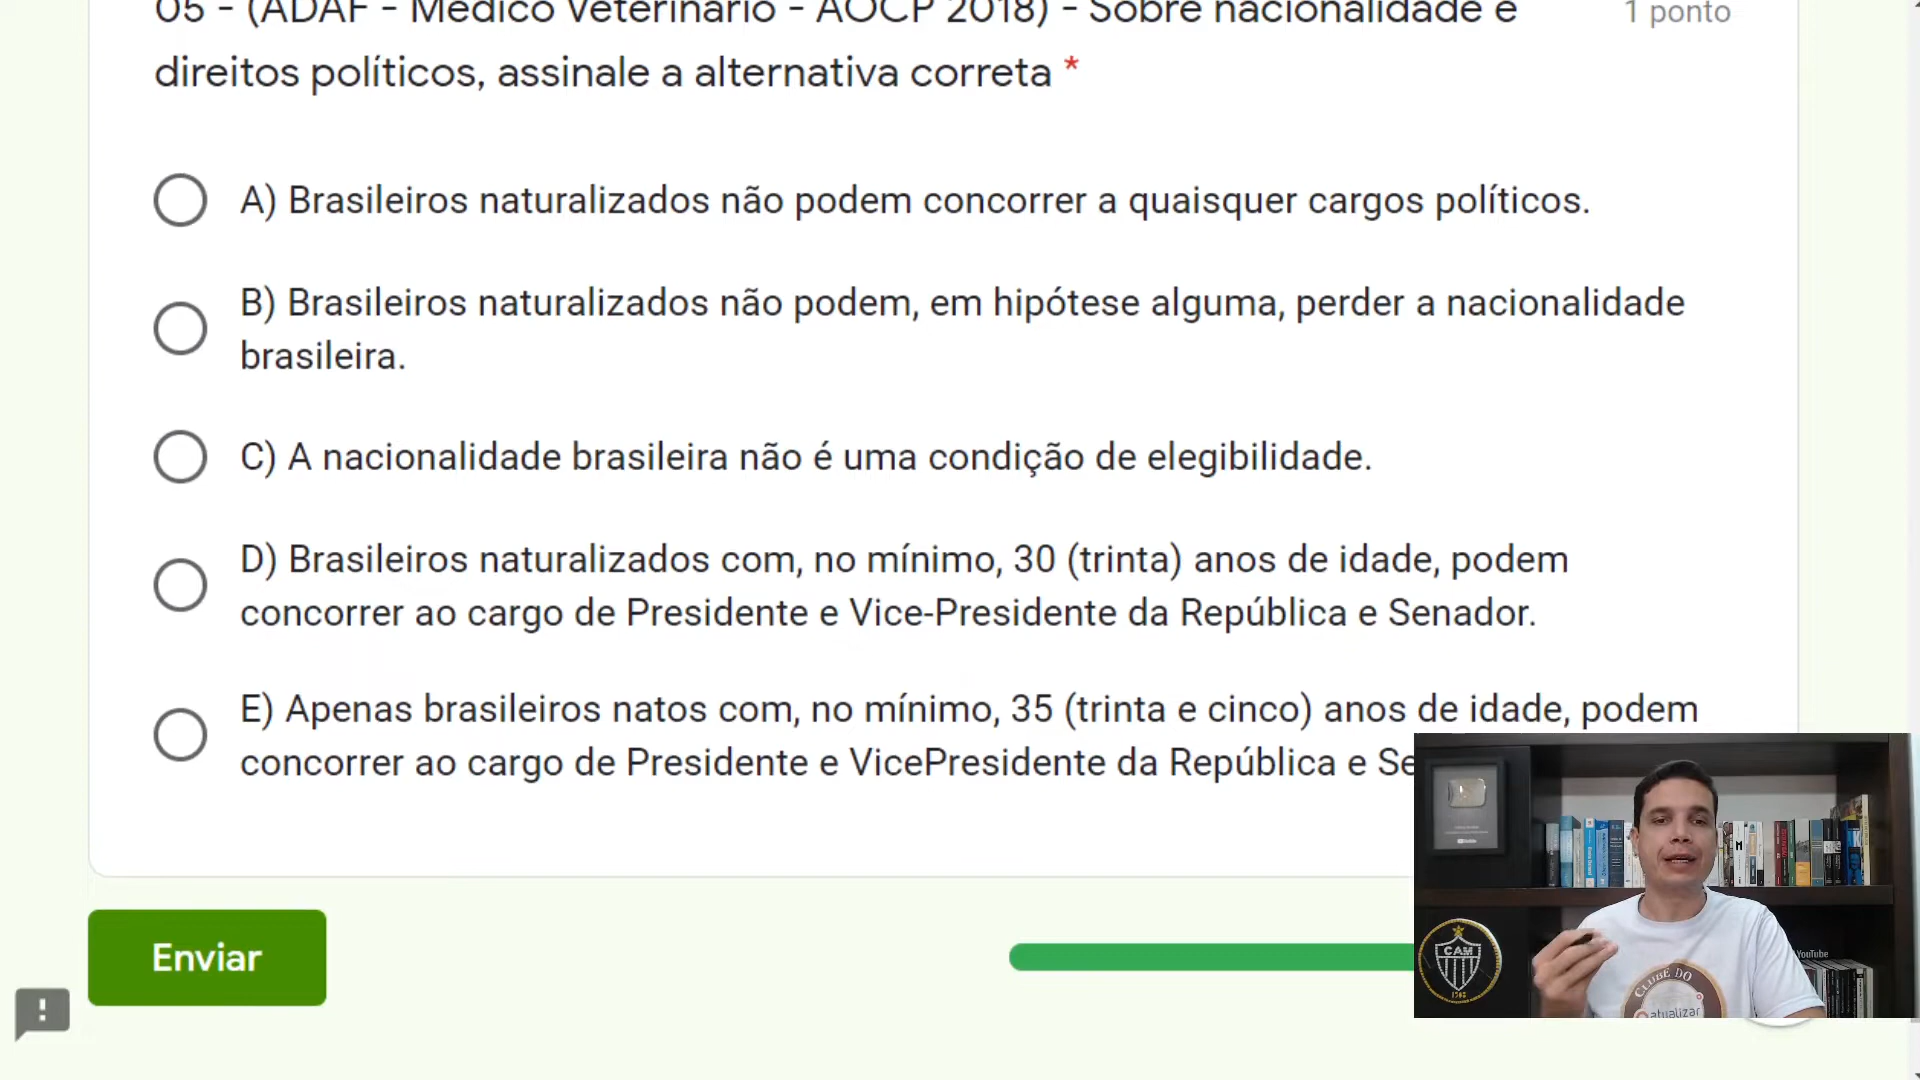 05 - (ADAF - Médico Veterinário - AOCP 2018) - Sobre nacionalidade e
1 ponto
direitos políticos, assinale a alternativa correta *
A) Brasileiros naturalizados não podem concorrer a quaisquer cargos políticos.
B) Brasileiros naturalizados não podem, em hipótese alguma, perder a nacionalidade
brasileira.
C) A nacionalidade brasileira não é uma condição de elegibilidade.
D) Brasileiros naturalizados com, no mínimo, 30 (trinta) anos de idade, podem
concorrer ao cargo de Presidente e Vice-Presidente da República e Senador.
E) Apenas brasileiros natos com, no mínimo, 35 (trinta e cinco) anos de idade, podem
concorrer ao cargo de Presidente e VicePresidente da República e Se
Enviar
!
CAM
1908
YouTube
CLUBE DO
atualizar